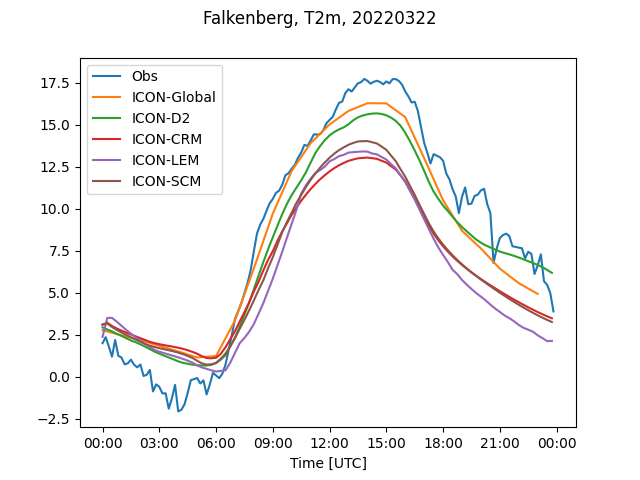 Falkenberg, T2m, 20220322
17.5
15.0
12.5
10.0
7.5
5.0
2.5
0.0
−2.5
Obs
ICON-Global
ICON-D2
ICON-CRM
ICON-LEM
ICON-SCM
00:00 03:00 06:00 09:00 12:00 15:00 18:00 21:00 00:00
Time [UTC]